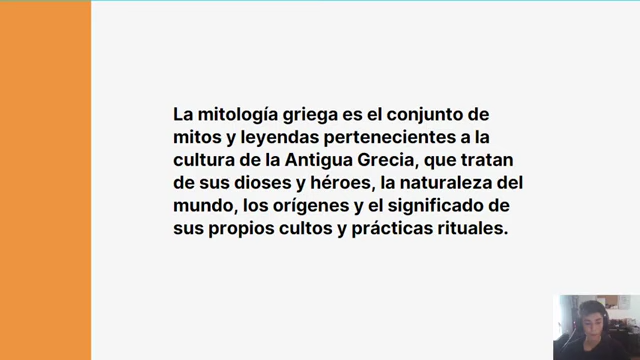 La mitología griega es el conjunto de
mitos y leyendas pertenecientes a la
cultura de la Antigua Grecia, que tratan
de sus dioses y héroes, la naturaleza del
mundo, los orígenes y el significado de
sus propios cultos y prácticas rituales.